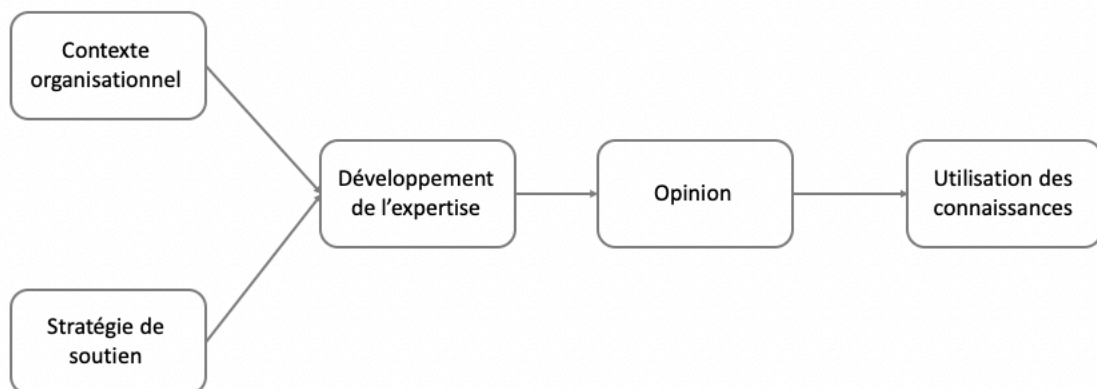 Contexte
organisationnel
Développement
de l’expertise
Opinion
Utilisation des
connaissances
Stratégie de
soutien